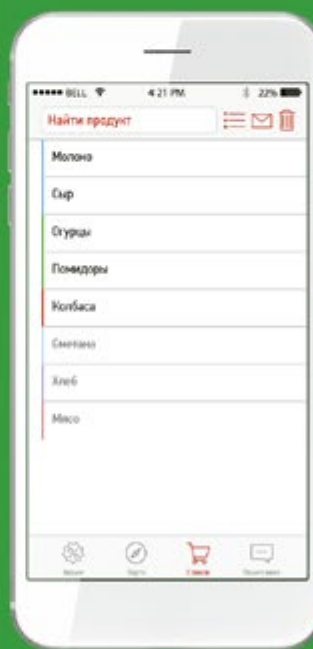 BELL 4:21 PM 22%
Найти продукт
Молоко
Сыр
Огурцы
Помидоры
Колбаса
Сметана
Хлеб
Мясо